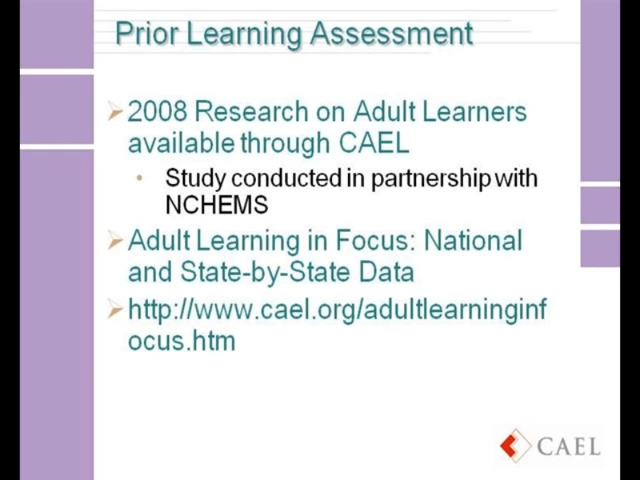 Prior Learning Assessment
2008 Research on Adult Learners
available through CAEL
Study conducted in partnership with
NCHEMS
Adult Learning in Focus: National
and State-by-State Data
http://www.cael.org/adultlearninginf
ocus.htm
CAEL